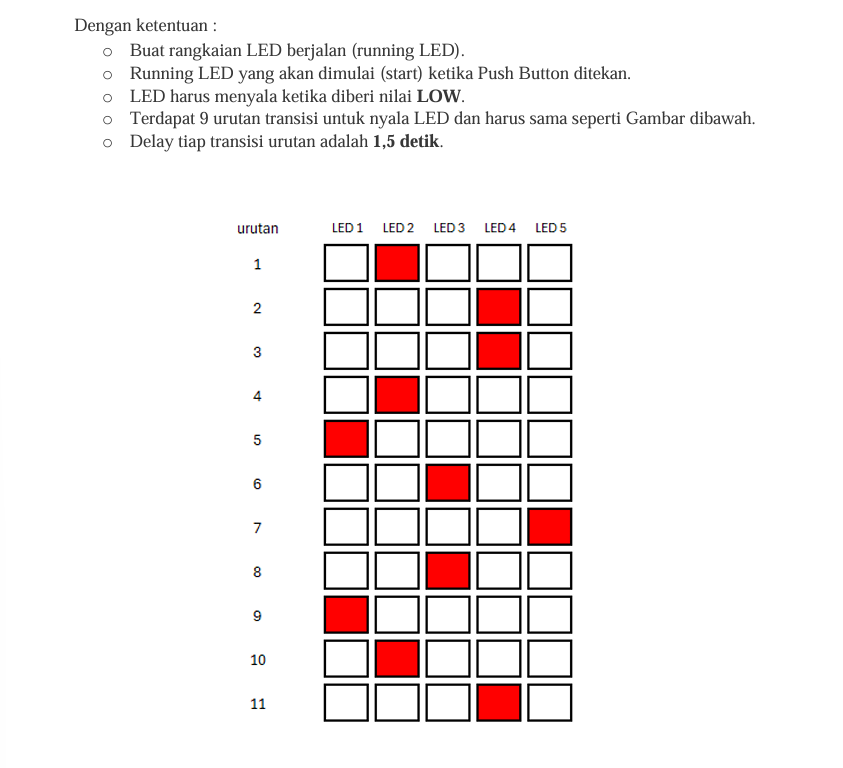 Dengan ketentuan :
o Buat rangkaian LED berjalan (running LED).
o Running LED yang akan dimulai (start) ketika Push Button ditekan.
o LED harus menyala ketika diberi nilai LOW.
o Terdapat 9 urutan transisi untuk nyala LED dan harus sama seperti Gambar dibawah.
o Delay tiap transisi urutan adalah 1,5 detik.
urutan LED 1 LED 2 LED 3 LED 4 LED 5
1
2
3
4
5
6
7
8
9
10
11